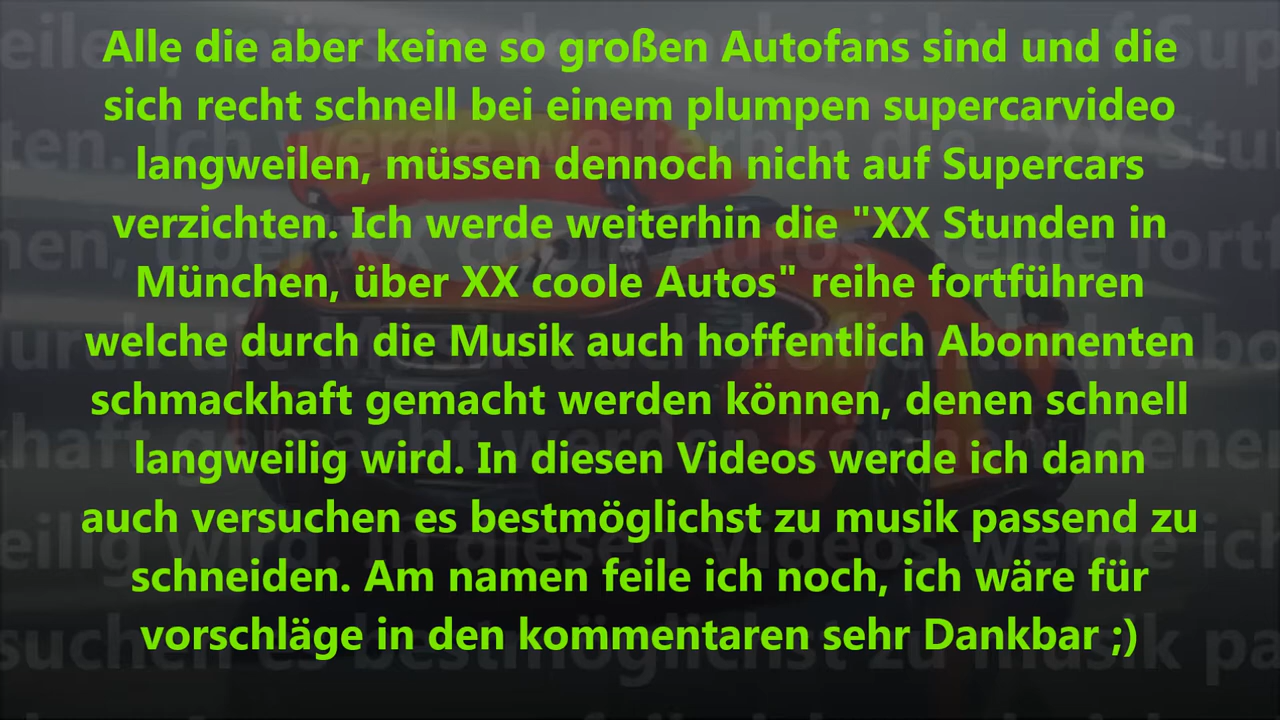 Alle die aber keine so großen Autofans sind und die
sich recht schnell bei einem plumpen supercarvideo
langweilen, müssen dennoch nicht auf Supercars
verzichten. Ich werde weiterhin die "XX Stunden in
München, über XX coole Autos" reihe fortführen
welche durch die Musik auch hoffentlich Abonnenten
schmackhaft gemacht werden können, denen schnell
langweilig wird. In diesen Videos werde ich dann
auch versuchen es bestmöglichst zu musik passend zu
schneiden. Am namen feile ich noch, ich wäre für
vorschläge in den kommentaren sehr Dankbar ;)